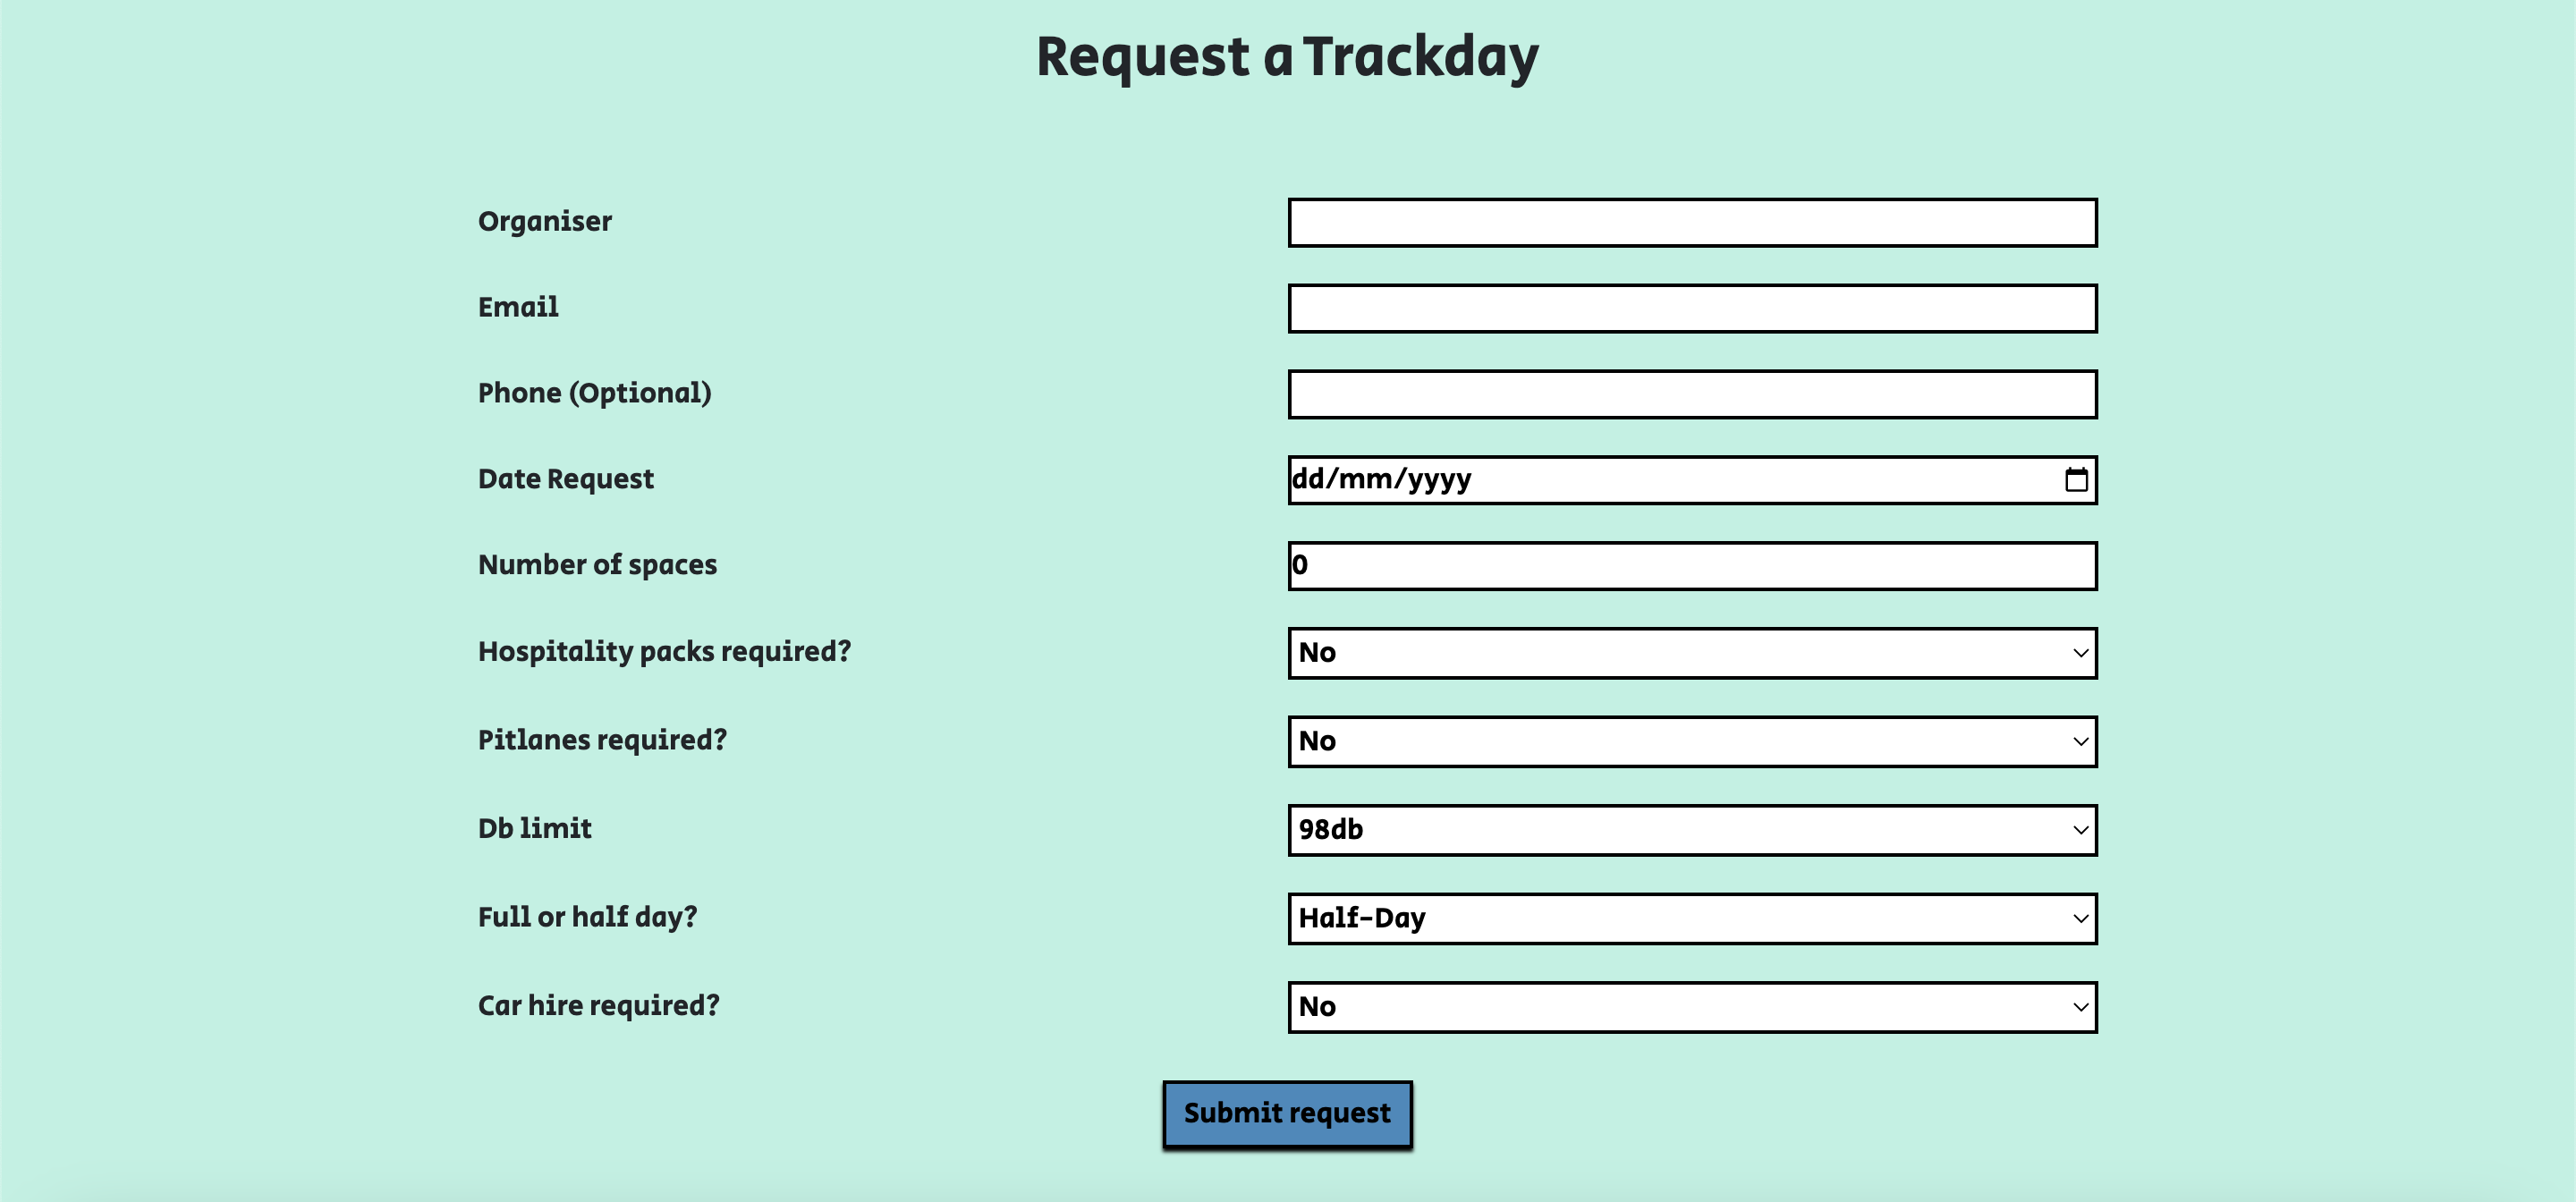 Request a Trackday
Organiser
Email
Phone (Optional)
Date Request dd/mm/yyyy
Number of spaces 0
Hospitality packs required? No
Pitlanes required? No
Db limit 98db
Full or half day? Half-Day
Car hire required? No
Submit request